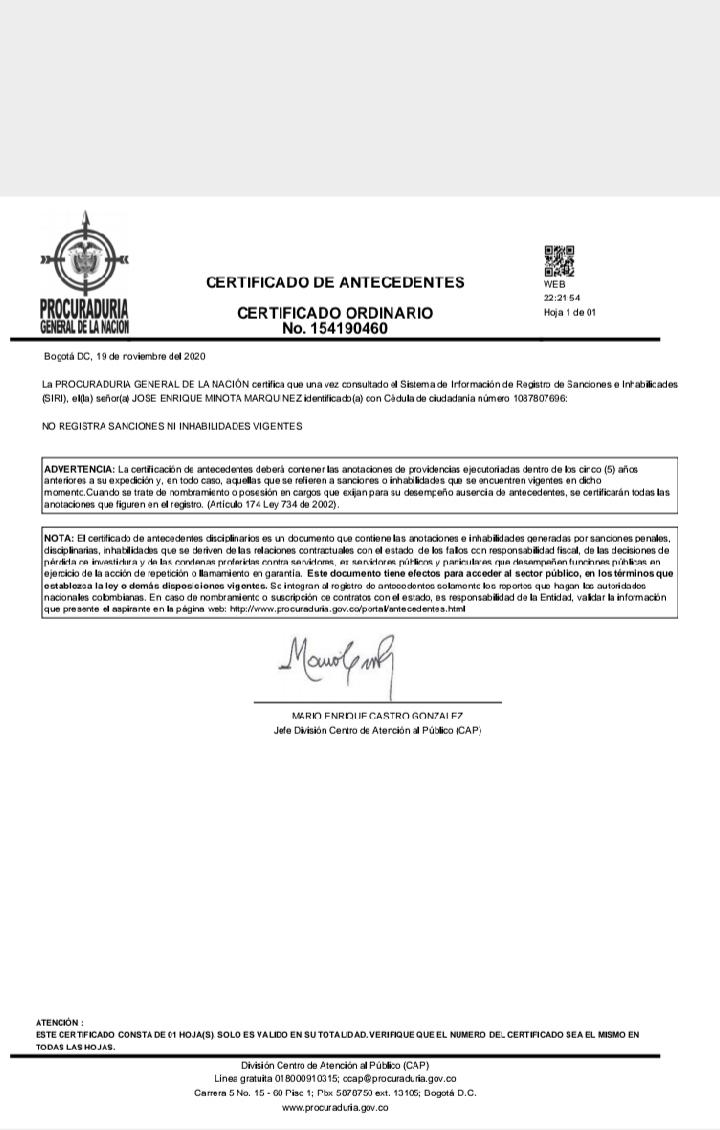 PROCURADURIA
GENERAL DE LA NACION
CERTIFICADO DE ANTECEDENTES
CERTIFICADO ORDINARIO
No. 154190460
WEB
22:21:54
Hoja 1 de 01
Bogotá DC, 19 de noviembre del 2020
La PROCURADURIA GENERAL DE LA NACIÓN certifica que una vez consultado el Sistema de Información de Registro de Sanciones e Inhabilidades
(SIRI), el(la) señor(a) JOSE ENRIQUE MINOTA MARQUINEZ identificado(a) con Cédula de ciudadanía número 1087807696:
NO REGISTRA SANCIONES NI INHABILIDADES VIGENTES
ADVERTENCIA: La certificación de antecedentes deberá contener las anotaciones de providencias ejecutoriadas dentro de los cinco (5) años
anteriores a su expedición y, en todo caso, aquellas que se refieren a sanciones o inhabilidades que se encuentren vigentes en dicho
momento. Cuando se trate de nombramiento o posesión en cargos que exijan para su desempeño ausencia de antecedentes, se certificarán todas las
anotaciones que figuren en el registro. (Artículo 174 Ley 734 de 2002).
NOTA: El certificado de antecedentes disciplinarios es un documento que contiene las anotaciones e inhabilidades generadas por sanciones penales,
disciplinarias, inhabilidades que se deriven de las relaciones contractuales con el estado, de los fallos con responsabilidad fiscal, de las decisiones de
pérdida de investidura y de las condenas proferidas contra servidores, ex servidores públicos y particulares que desempeñen funciones públicas en
ejercicio de la acción de repetición o llamamiento en garantía. Este documento tiene efectos para acceder al sector público, en los términos que
establezca la ley o demás disposiciones vigentes. Se integran al registro de antecedentes solamente los reportes que hagan las autoridades
nacionales colombianas. En caso de nombramiento o suscripción de contratos con el estado, es responsabilidad de la Entidad, validar la información
que presente el aspirante en la página web: http://www.procuraduria.gov.co/portal/antecedentes.html
MARIO ENRIQUE CASTRO GONZALEZ
Jefe División Centro de Atención al Público (CAP)
ATENCIÓN :
ESTE CERTIFICADO CONSTA DE 01 HOJA(S) SOLO ES VALIDO EN SU TOTALIDAD. VERIFIQUE QUE EL NUMERO DEL CERTIFICADO SEA EL MISMO EN
TODAS LAS HOJAS.
División Centro de Atención al Público (CAP)
Línea gratuita 018000910315; ccap@procuraduria.gov.co
Carrera 5 No. 15 - 60 Piso 1; Pbx 5878750 ext. 13105; Bogotá D.C.
www.procuraduria.gov.co